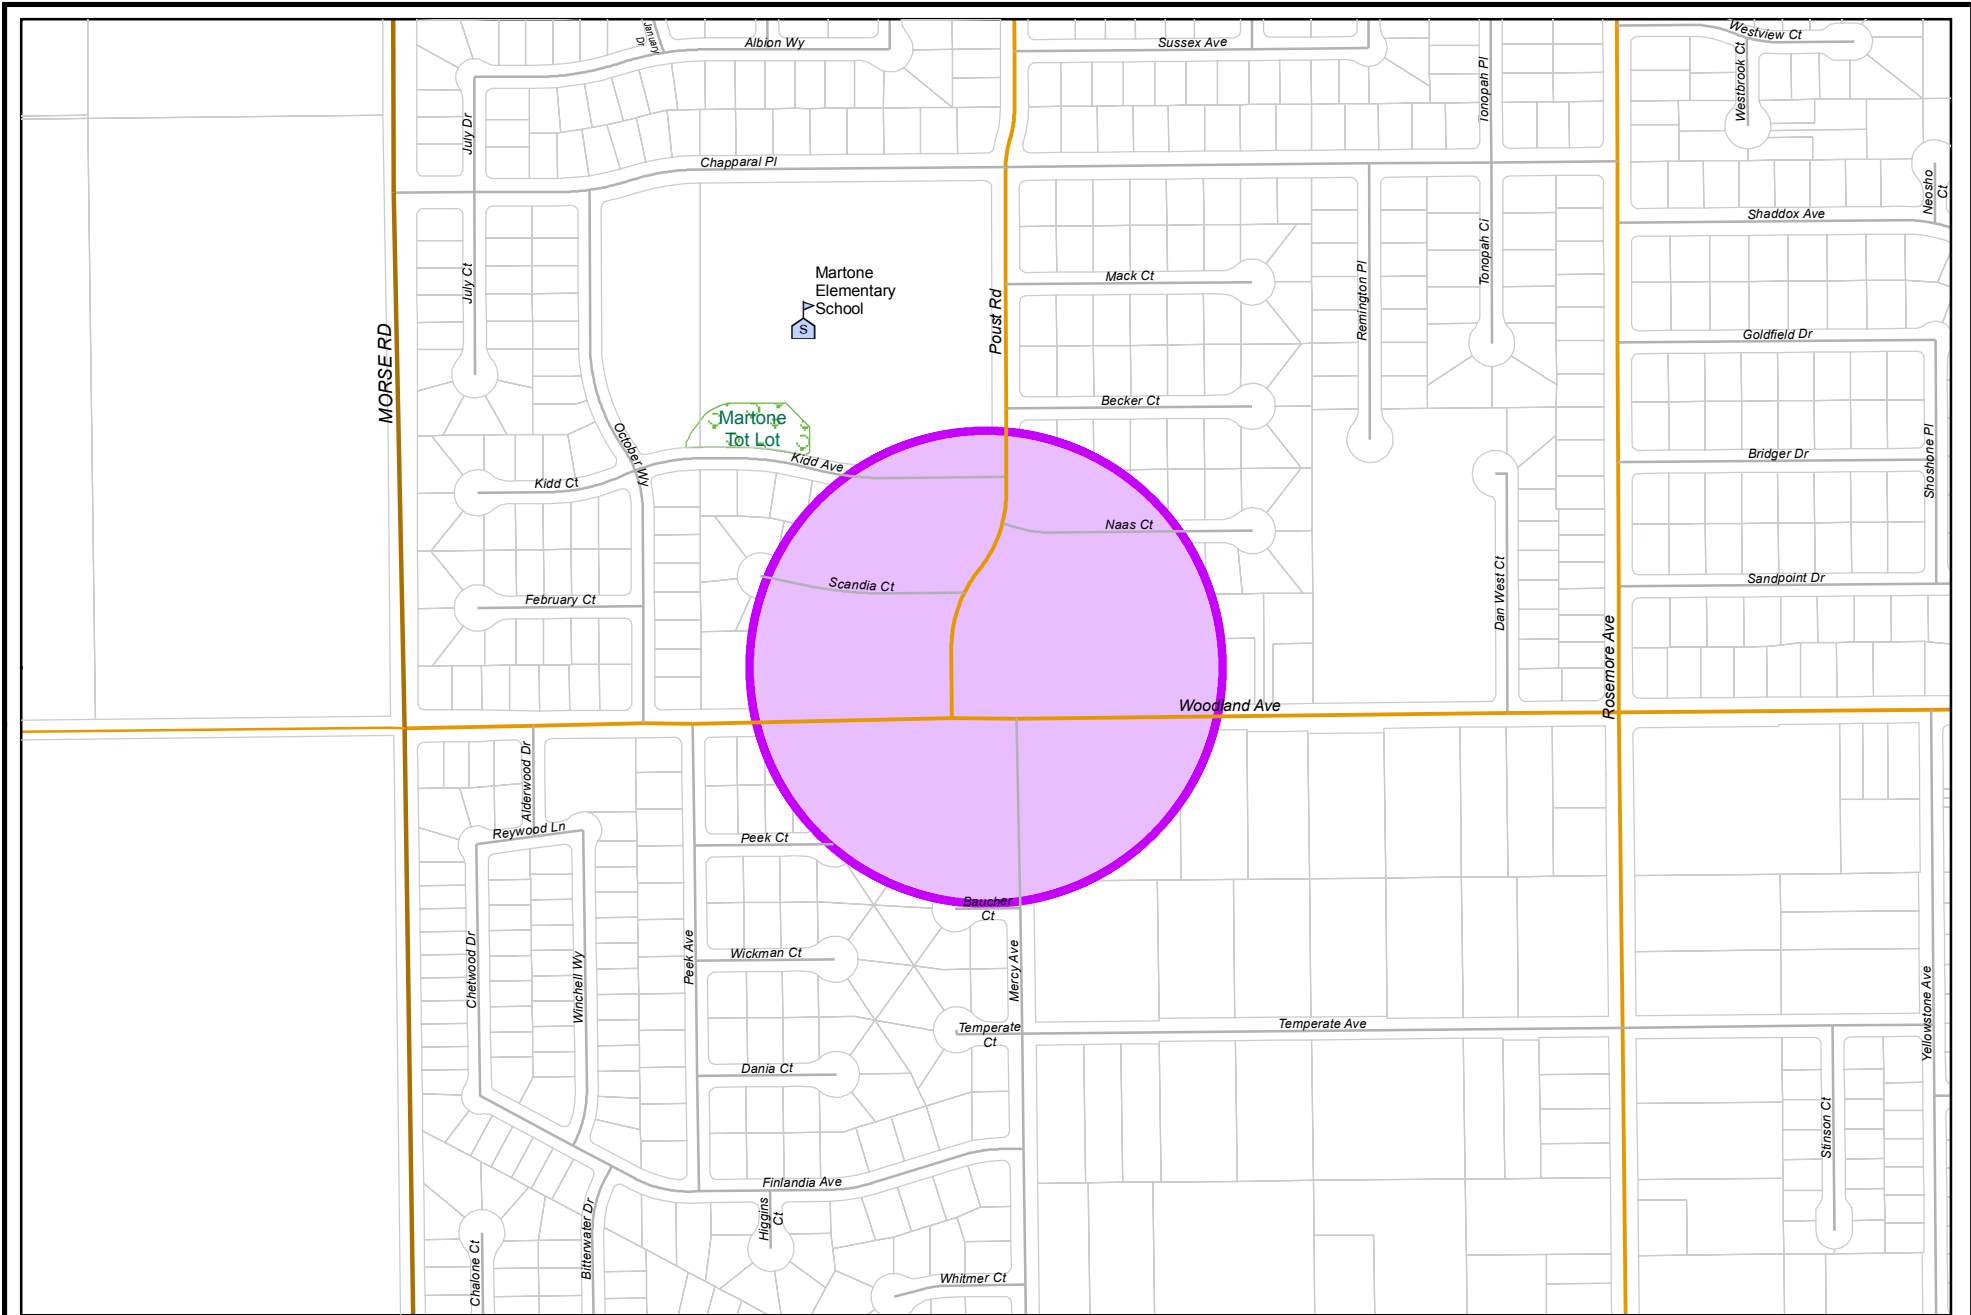 January
Dr
Albion Wy
Sussex Ave
Westview Ct
Westbrook Ct
Tonopah Pl
July Dr
Chapparal Pl
Neosho
Ct
Shaddox Ave
July Ct
Martone
Elementary
School
S
Mack Ct
Tonopah Ci
Remington Pl
Poust Rd
Goldfield Dr
MORSE RD
Becker Ct
Martone
Tot Lot
October Wy
Kidd Ave
Kidd Ct
Bridger Dr
Shoshone Pl
Naas Ct
Scandia Ct
February Ct
Dan West Ct
Sandpoint Dr
Rosemore Ave
Woodland Ave
Alderwood Dr
Reywood Ln
Peek Ct
Baucher
Ct
Chetwood Dr
Winchell Wy
Peek Ave
Wickman Ct
Mercy Ave
Temperate
Ct
Temperate Ave
Yellowstone Ave
Dania Ct
Stinson Ct
Finlandia Ave
Higgins
Ct
Bitterwater Dr
Chalone Ct
Whitmer Ct